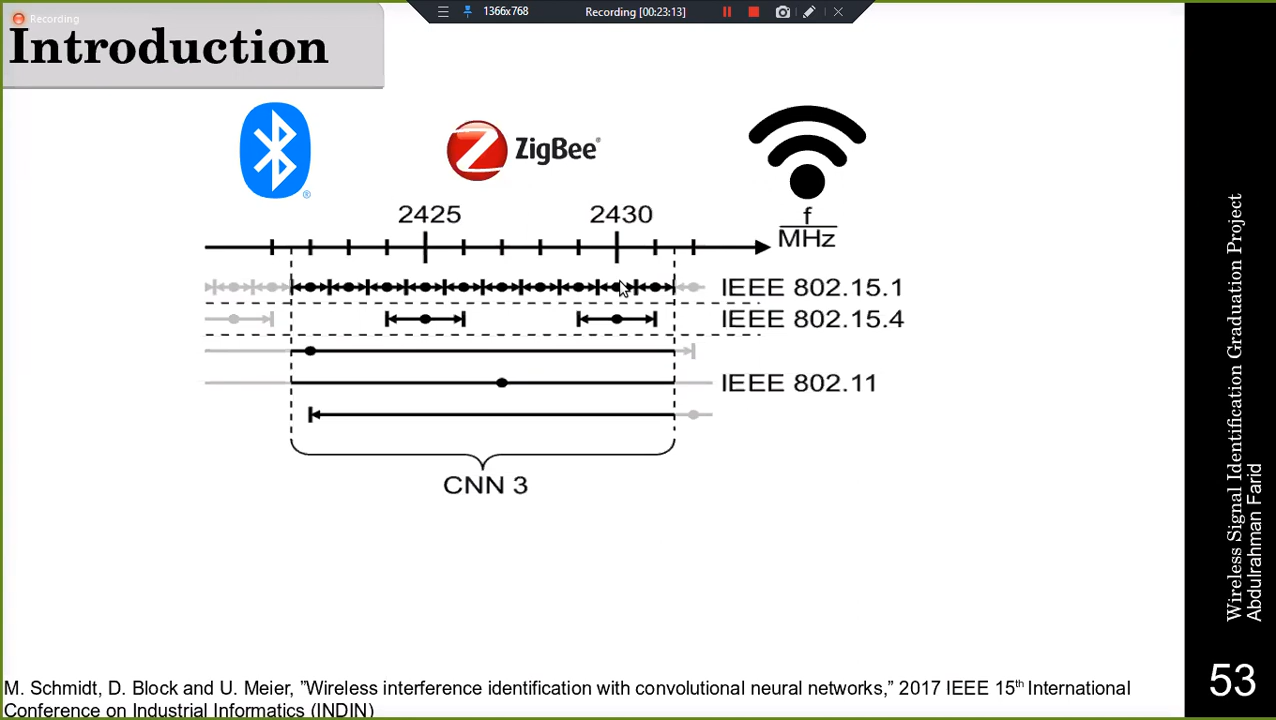 Recording
1366x768
Recording [00:23:13]
Introduction
ZigBee®
®
2425
2430
f
MHz
IEEE 802.15.1
IEEE 802.15.4
IEEE 802.11
CNN 3
Wireless Signal Identification Graduation Project
Abdulrahman Farid
53
M. Schmidt, D. Block and U. Meier, "Wireless interference identification with convolutional neural networks," 2017 IEEE 15th International
Conference on Industrial Informatics (INDIN)